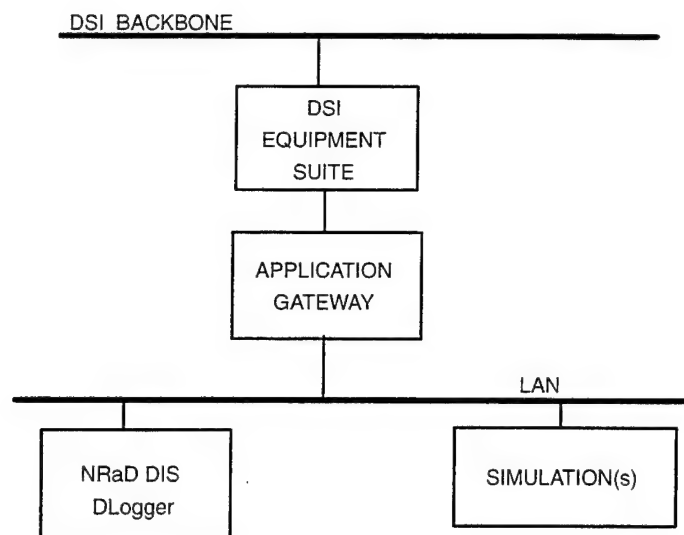 DSI BACKBONE
DSI
EQUIPMENT
SUITE
APPLICATION
GATEWAY
LAN
NRaD DIS
DLogger
SIMULATION(s)